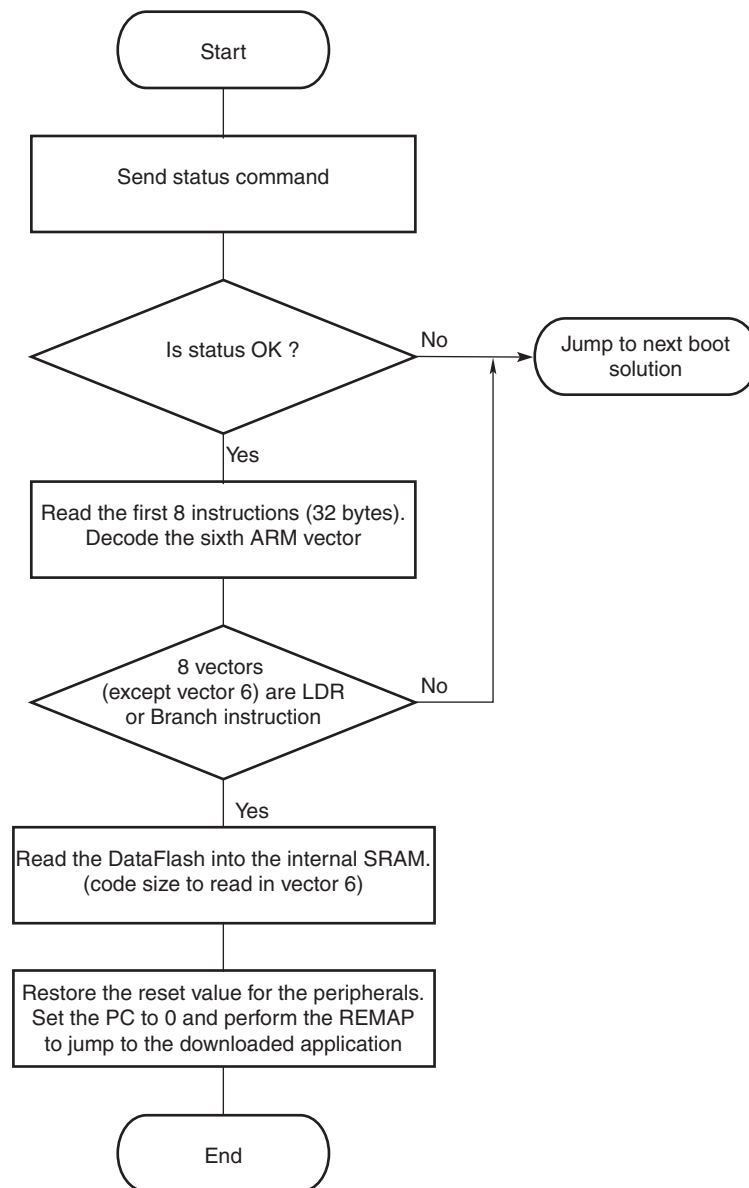 Start
Send status command
Is status OK ?
No
Jump to next boot
solution
Yes
Read the first 8 instructions (32 bytes).
Decode the sixth ARM vector
8 vectors
(except vector 6) are LDR
or Branch instruction
No
Yes
Read the DataFlash into the internal SRAM.
(code size to read in vector 6)
Restore the reset value for the peripherals.
Set the PC to 0 and perform the REMAP
to jump to the downloaded application
End